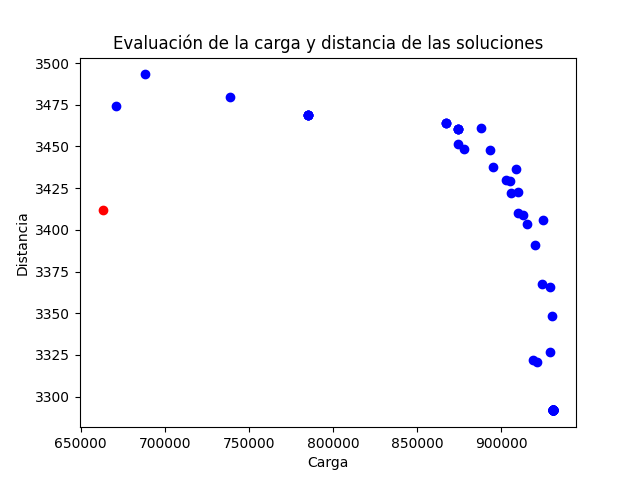 Evaluación de la carga y distancia de las soluciones
3500
3475
3450
3425
3400
3375
3350
3325
3300
Distancia
650000 700000 750000 800000 850000 900000
Carga